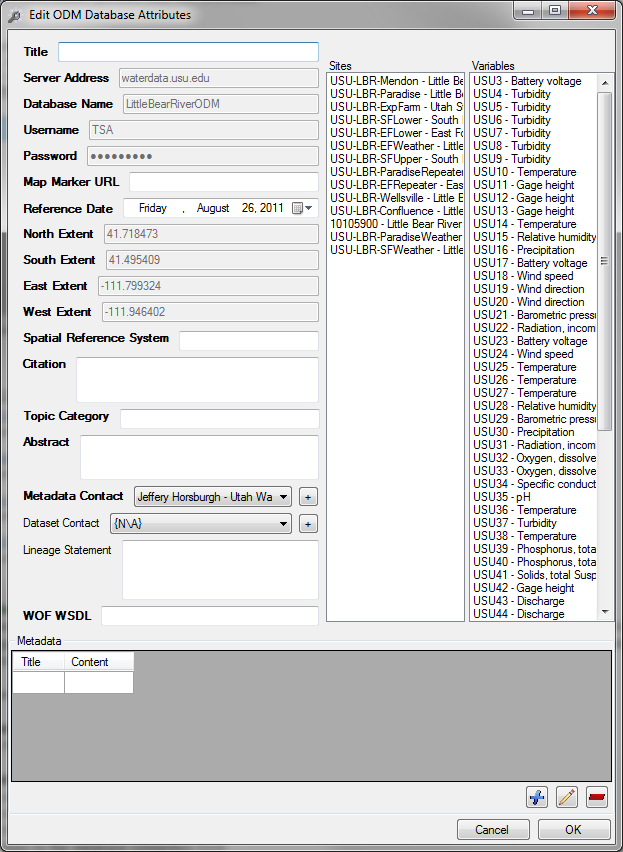 Edit ODM Database Attributes
Title
Server Address waterdata.usu.edu
Database Name LittleBearRiverODM
Username TSA
Password •••••••••
Map Marker URL
Reference Date Friday , August 26, 2011
North Extent 41.718473
South Extent 41.495409
East Extent -111.799324
West Extent -111.946402
Spatial Reference System
Citation
Topic Category
Abstract
Metadata Contact Jeffery Horsburgh - Utah Wa +
Dataset Contact {N\A} +
Lineage Statement
WOF WSDL
Sites
USU-LBR-Mendon - Little Be
USU-LBR-Paradise - Little B
USU-LBR-ExpFarm - Utah S
USU-LBR-SFLower - South
USU-LBR-EFLower - East Fo
USU-LBR-EFWeather - Little
USU-LBR-SFUpper - South F
USU-LBR-ParadiseRepeater
USU-LBR-EFRepeater - Eas
USU-LBR-Wellsville - Little B
USU-LBR-Confluence - Little
10105900 - Little Bear River
USU-LBR-ParadiseWeather
USU-LBR-SFWeather - Little
Variables
USU3 - Battery voltage
USU4 - Turbidity
USU5 - Turbidity
USU6 - Turbidity
USU7 - Turbidity
USU8 - Turbidity
USU9 - Turbidity
USU10 - Temperature
USU11 - Gage height
USU12 - Gage height
USU13 - Gage height
USU14 - Temperature
USU15 - Relative humidity
USU16 - Precipitation
USU17 - Battery voltage
USU18 - Wind speed
USU19 - Wind direction
USU20 - Wind direction
USU21 - Barometric pressu
USU22 - Radiation, incom
USU23 - Battery voltage
USU24 - Wind speed
USU25 - Temperature
USU26 - Temperature
USU27 - Temperature
USU28 - Relative humidity
USU29 - Barometric pressu
USU30 - Precipitation
USU31 - Radiation, incom
USU32 - Oxygen, dissolve
USU33 - Oxygen, dissolve
USU34 - Specific conduct
USU35 - pH
USU36 - Temperature
USU37 - Turbidity
USU38 - Temperature
USU39 - Phosphorus, tota
USU40 - Phosphorus, tota
USU41 - Solids, total Susp
USU42 - Gage height
USU43 - Discharge
USU44 - Discharge
Metadata
Title Content
Cancel OK